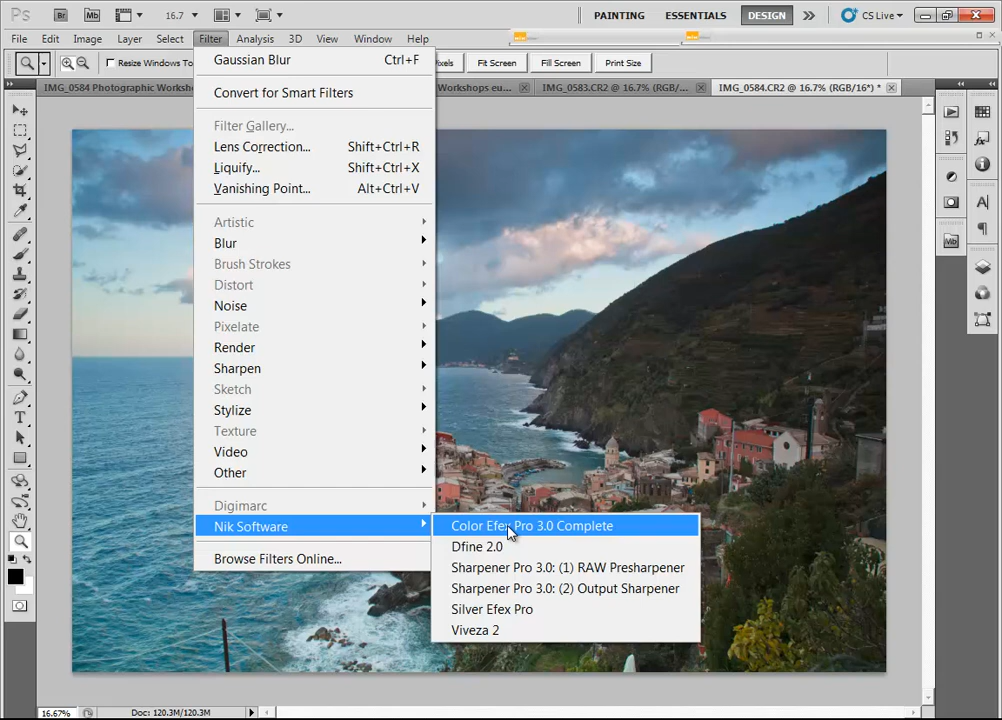 Ps Br Mb 16.7 PAINTING ESSENTIALS DESIGN CS Live
File Edit Image Layer Select Filter Analysis 3D View Window Help
Resize Windows To
Fit Screen Fill Screen Print Size
IMG_0584 Photographic Worksho
Workshops eu...
IMG_0583.CR2 @ 16.7% (RGB/...
IMG_0584.CR2 @ 16.7% (RGB/16*) *
Gaussian Blur Ctrl+F
Convert for Smart Filters
Filter Gallery...
Lens Correction... Shift+Ctrl+R
Liquify... Shift+Ctrl+X
Vanishing Point... Alt+Ctrl+V
Artistic
Blur
Brush Strokes
Distort
Noise
Pixelate
Render
Sharpen
Sketch
Stylize
Texture
Video
Other
Digimarc
Nik Software
Browse Filters Online...
Color Efex Pro 3.0 Complete
Dfine 2.0
Sharpener Pro 3.0: (1) RAW Presharpener
Sharpener Pro 3.0: (2) Output Sharpener
Silver Efex Pro
Viveza 2
16.67% Doc: 120.3M/120.3M